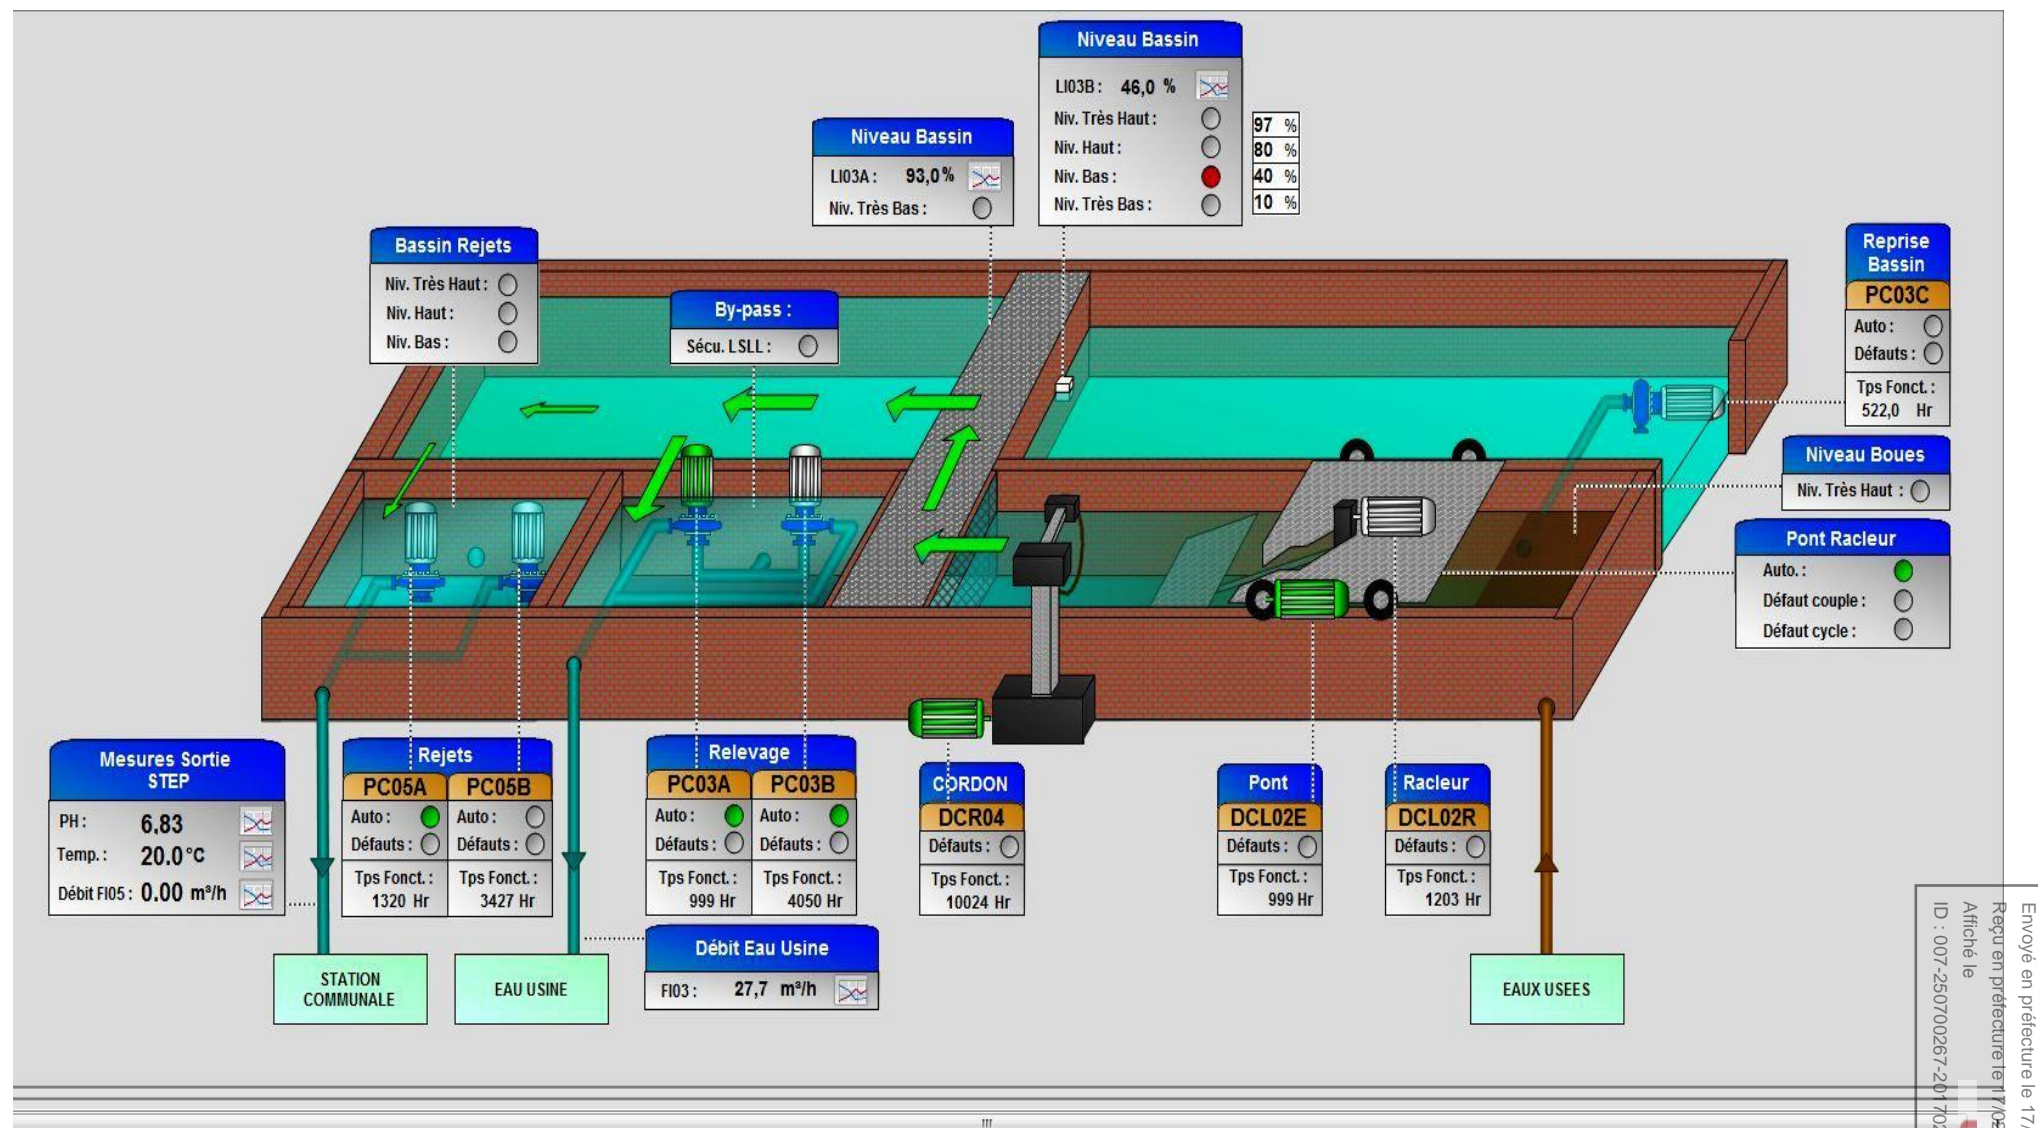 Niveau Bassin
LI03B : 46,0 %
Niv. Très Haut :
97 %
Niv. Haut :
80 %
Niv. Bas :
40 %
Niv. Très Bas :
10 %
Niveau Bassin
LI03A : 93,0%
Niv. Très Bas :
Bassin Rejets
Niv. Très Haut :
Niv. Haut :
Niv. Bas :
By-pass :
Sécu. LSLL :
Reprise
Bassin
PC03C
Auto :
Défauts :
Tps Fonct. :
522,0 Hr
Niveau Boues
Niv. Très Haut :
Pont Racleur
Auto. :
Défaut couple :
Défaut cycle :
Mesures Sortie
STEP
PH : 6,83
Temp. : 20.0°C
Débit FI05 : 0.00 m³/h
Rejets
PC05A PC05B
Auto : Auto :
Défauts : Défauts :
Tps Fonct. : Tps Fonct. :
1320 Hr 3427 Hr
Relevage
PC03A PC03B
Auto : Auto :
Défauts : Défauts :
Tps Fonct. : Tps Fonct. :
999 Hr 4050 Hr
CORDON
DCR04
Défauts :
Tps Fonct. :
10024 Hr
Pont
DCL02E
Défauts :
Tps Fonct. :
999 Hr
Racleur
DCL02R
Défauts :
Tps Fonct. :
1203 Hr
Débit Eau Usine
FI03 : 27,7 m³/h
STATION
COMMUNALE
EAU USINE
EAUX USEES
Envoyé en préfecture le 17/
Reçu en préfecture le 17/02
Affiché le
ID : 007-250700267-201702